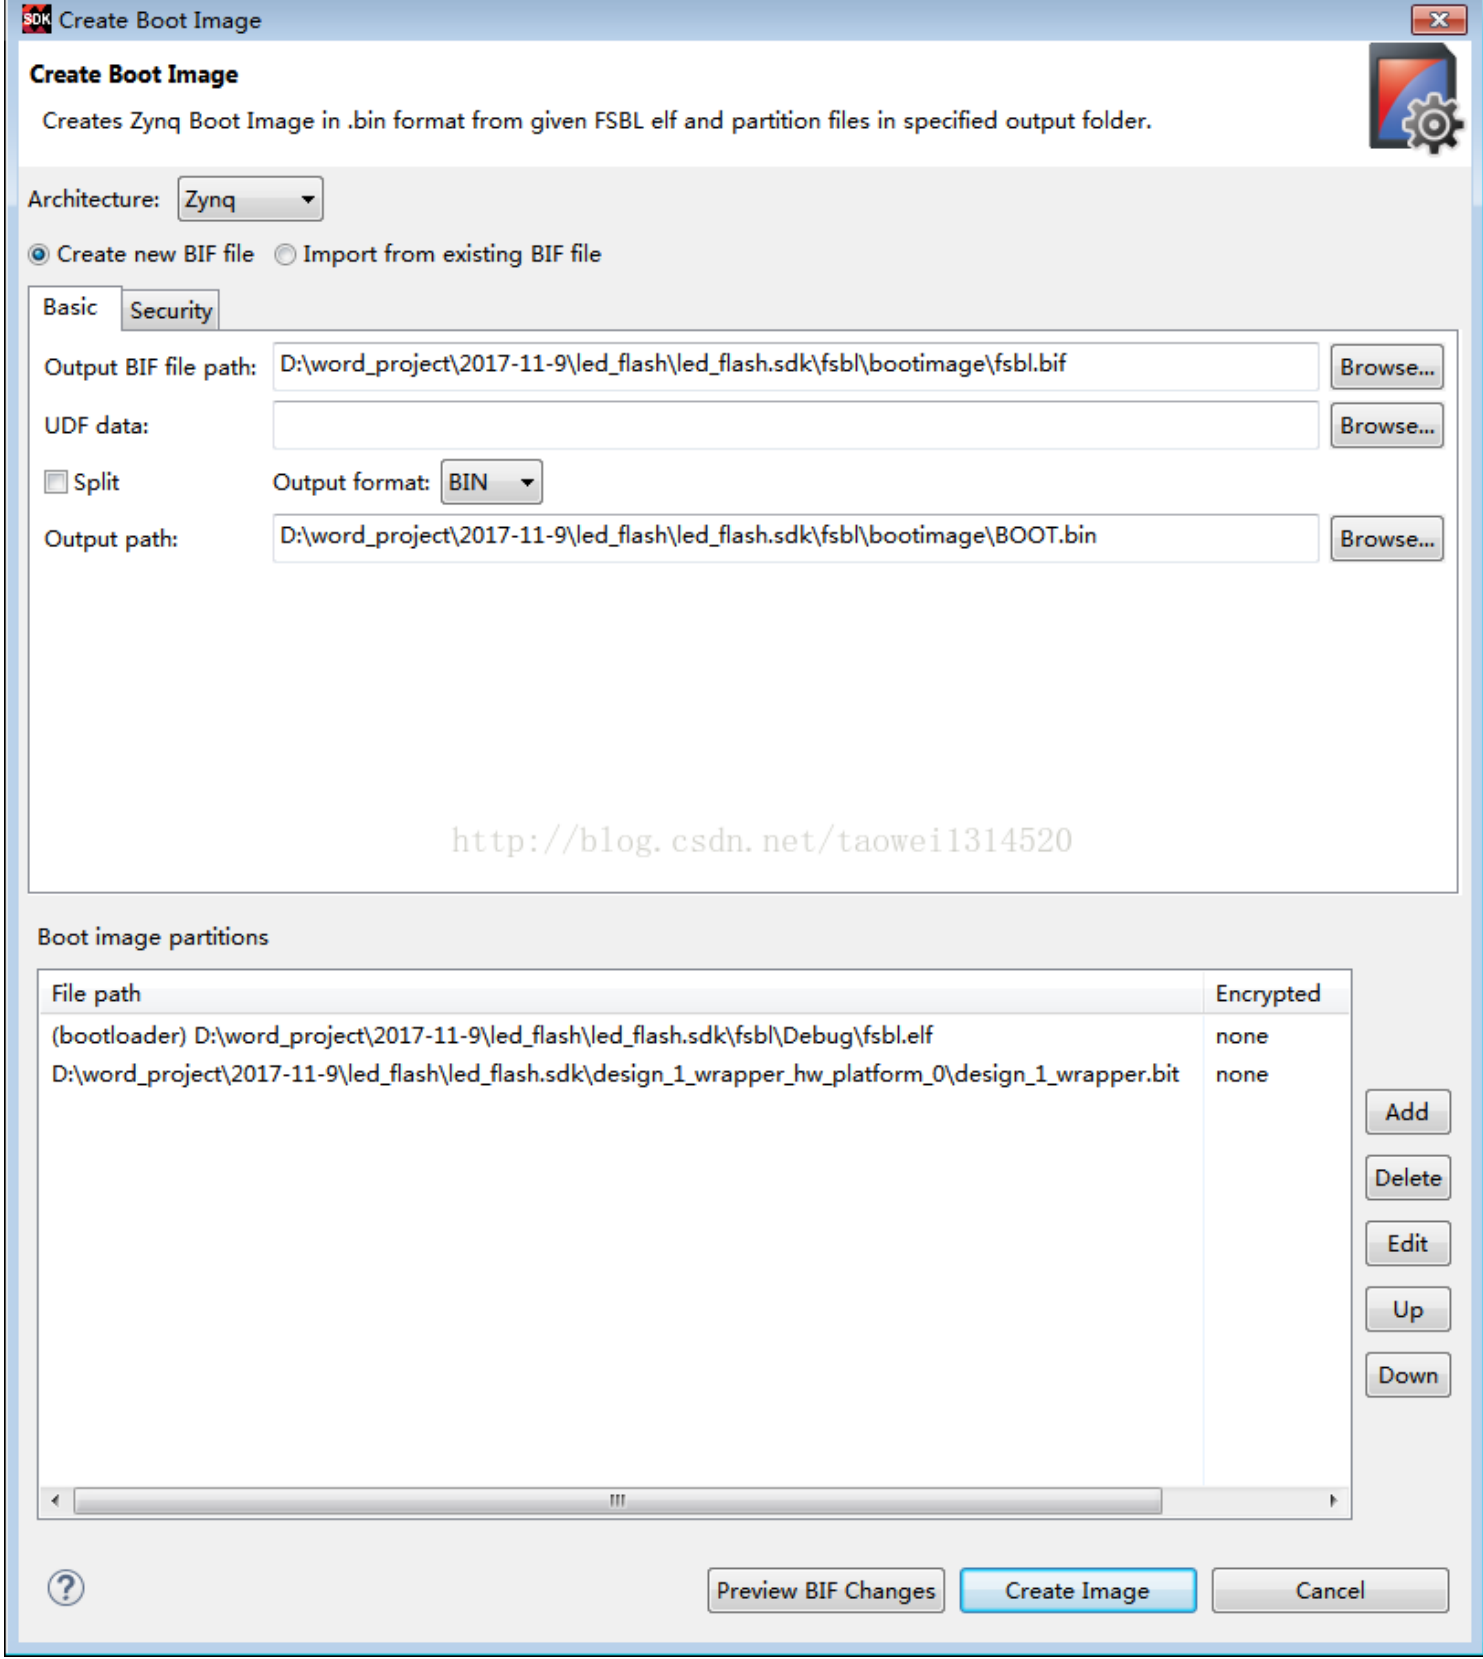 SDK Create Boot Image
Create Boot Image
Creates Zynq Boot Image in .bin format from given FSBL elf and partition files in specified output folder.
Architecture: Zynq
Create new BIF file Import from existing BIF file
Basic Security
Output BIF file path: D:\word_project\2017-11-9\led_flash\led_flash.sdk\fsbl\bootimage\fsbl.bif Browse...
UDF data: Browse...
Split Output format: BIN
Output path: D:\word_project\2017-11-9\led_flash\led_flash.sdk\fsbl\bootimage\BOOT.bin Browse...
http://blog.csdn.net/taowei1314520
Boot image partitions
File path Encrypted
(bootloader) D:\word_project\2017-11-9\led_flash\led_flash.sdk\fsbl\Debug\fsbl.elf none
D:\word_project\2017-11-9\led_flash\led_flash.sdk\design_1_wrapper_hw_platform_0\design_1_wrapper.bit none
Add
Delete
Edit
Up
Down
? Preview BIF Changes Create Image Cancel